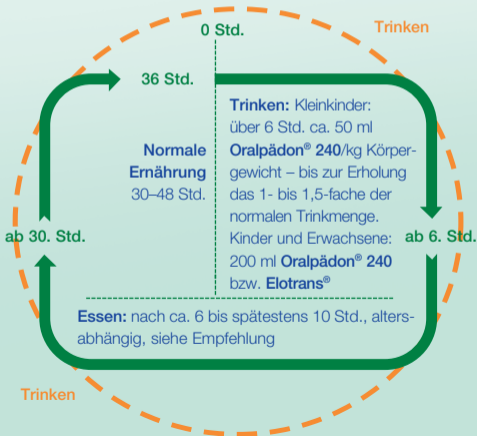 0 Std.
Trinken
36 Std.
Trinken: Kleinkinder:
über 6 Std. ca. 50 ml
Oralpädon® 240/kg Körper-
gewicht – bis zur Erholung
das 1- bis 1,5-fache der
normalen Trinkmenge.
Kinder und Erwachsene:
200 ml Oralpädon® 240
bzw. Elotrans®
Normale
Ernährung
30–48 Std.
ab 30. Std.
ab 6. Std.
Essen: nach ca. 6 bis spätestens 10 Std., alters-
abhängig, siehe Empfehlung
Trinken